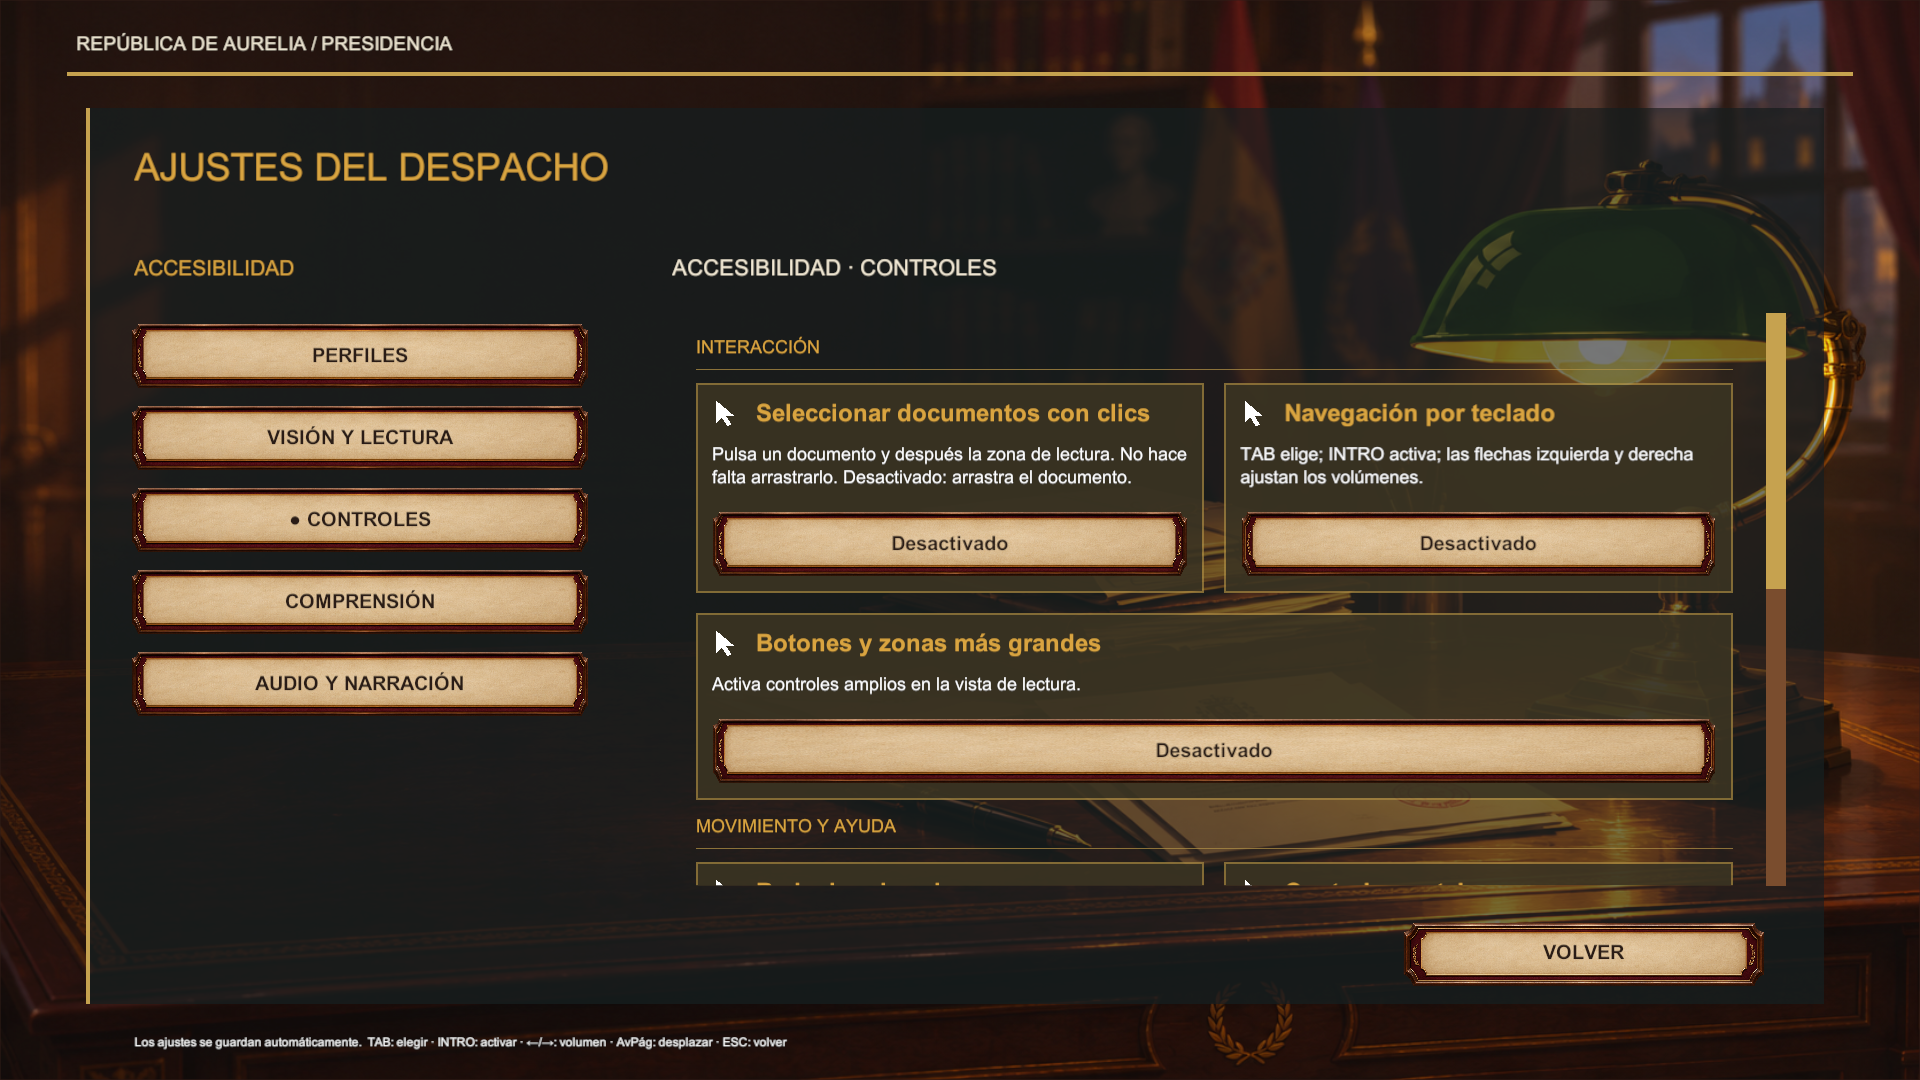 REPÚBLICA DE AURELIA / PRESIDENCIA
AJUSTES DEL DESPACHO
ACCESIBILIDAD
PERFILES
VISIÓN Y LECTURA
● CONTROLES
COMPRENSIÓN
AUDIO Y NARRACIÓN
ACCESIBILIDAD · CONTROLES
INTERACCIÓN
Seleccionar documentos con clics
Pulsa un documento y después la zona de lectura. No hace
falta arrastrarlo. Desactivado: arrastra el documento.
Desactivado
Navegación por teclado
TAB elige; INTRO activa; las flechas izquierda y derecha
ajustan los volúmenes.
Desactivado
Botones y zonas más grandes
Activa controles amplios en la vista de lectura.
Desactivado
MOVIMIENTO Y AYUDA
VOLVER
Los ajustes se guardan automáticamente. TAB: elegir · INTRO: activar · ←/→: volumen · AvPág: desplazar · ESC: volver